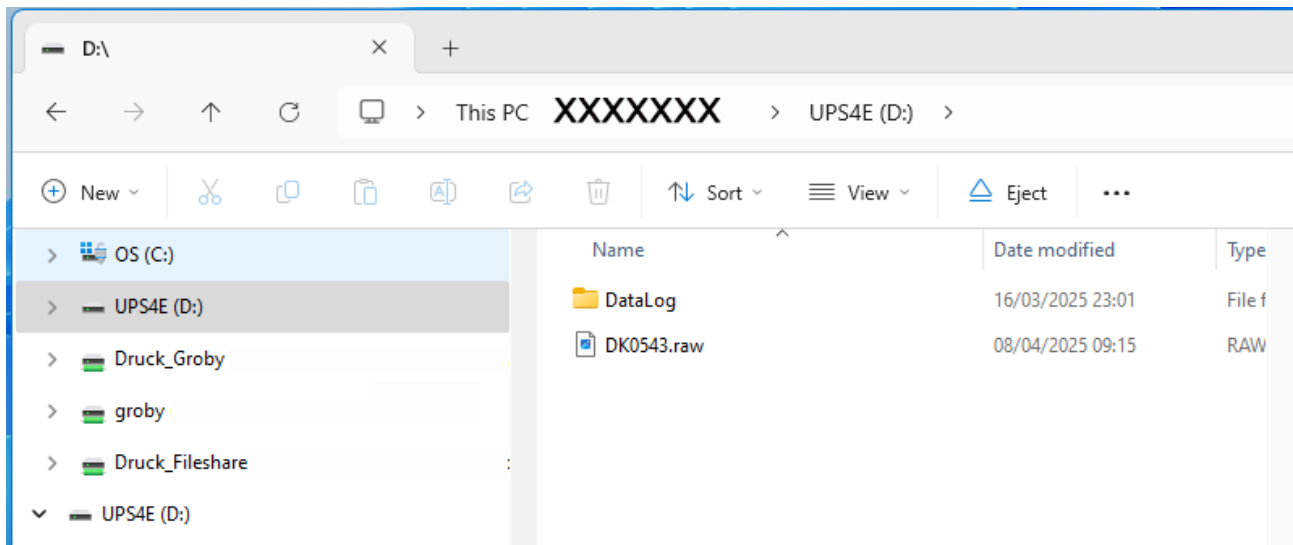 D:\
This PC XXXXXXX > UPS4E (D:) >
New Sort View Eject ...
OS (C:)
UPS4E (D:)
Druck_Groby
groby
Druck_Fileshare :
UPS4E (D:)
Name Date modified Type
DataLog 16/03/2025 23:01 File f
DK0543.raw 08/04/2025 09:15 RAW